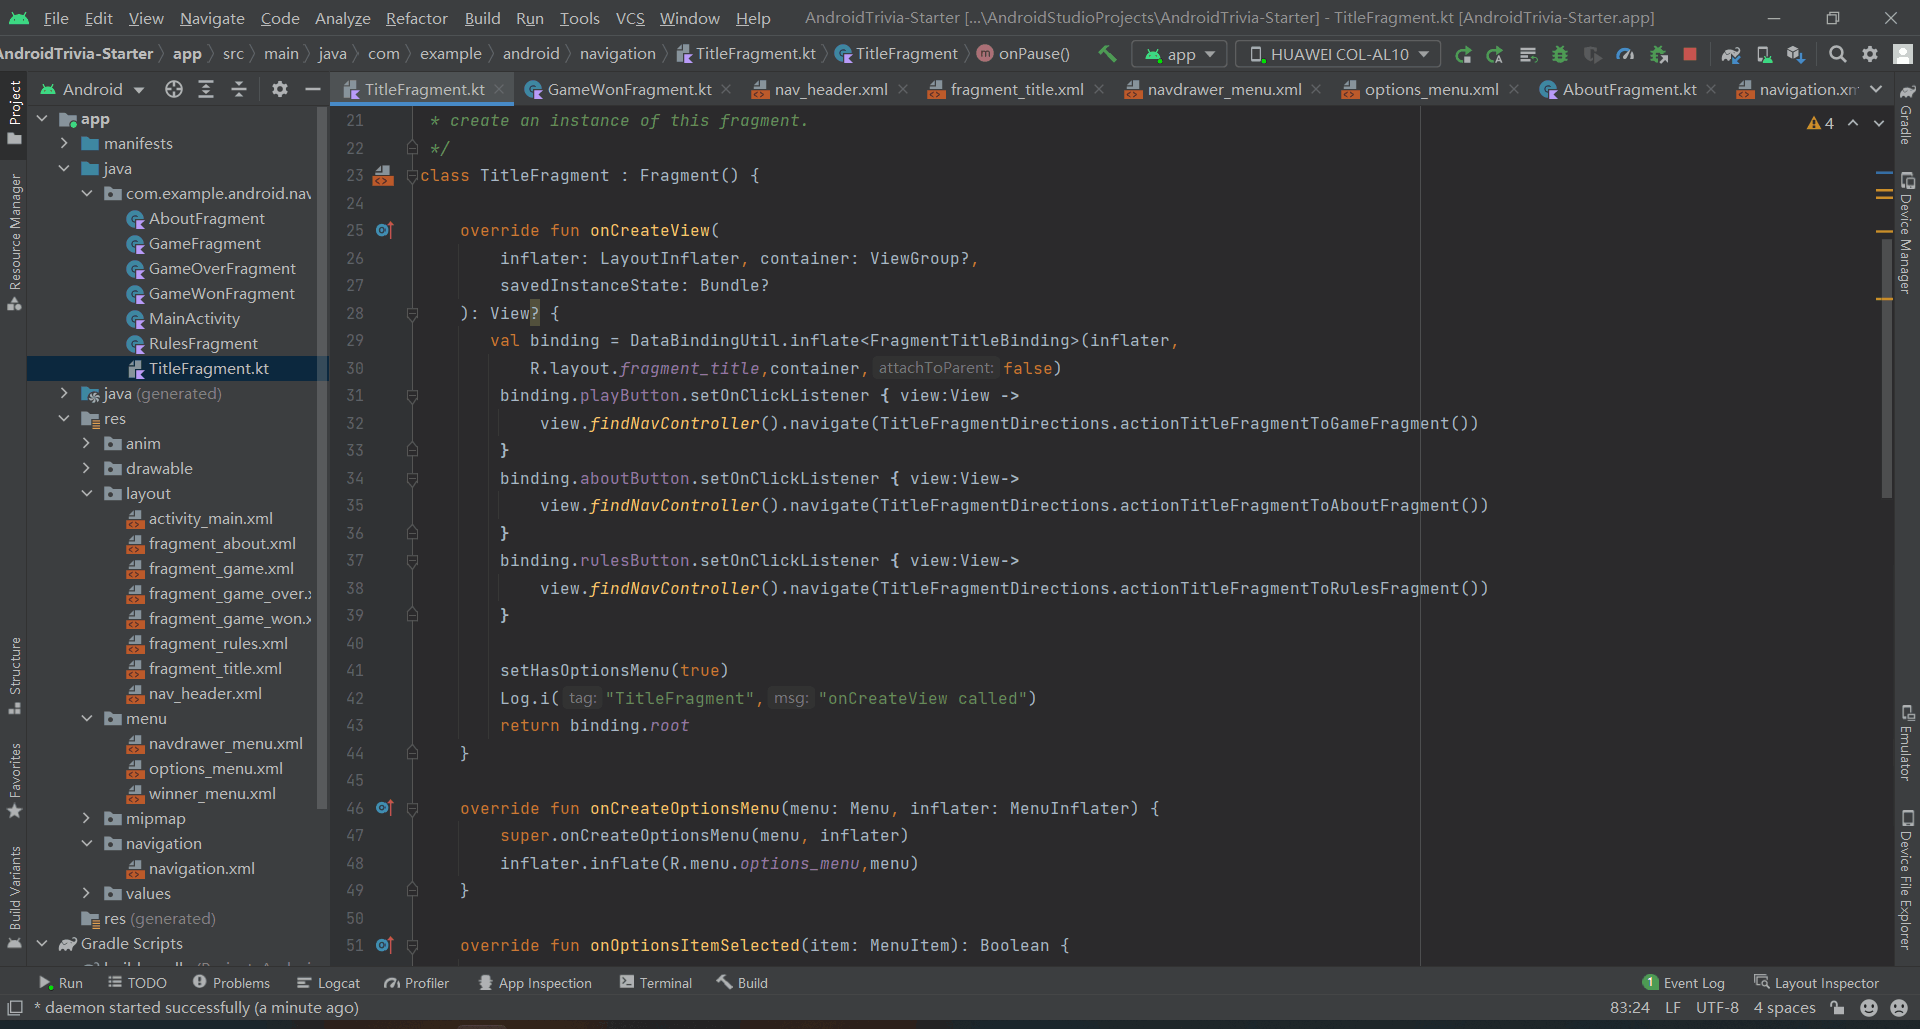 File Edit View Navigate Code Analyze Refactor Build Run Tools VCS Window Help AndroidTrivia-Starter [...\AndroidStudioProjects\AndroidTrivia-Starter] - TitleFragment.kt [AndroidTrivia-Starter.app]
AndroidTrivia-Starter app src main java com example android navigation TitleFragment.kt TitleFragment onPause() app HUAWEI COL-AL10
Android TitleFragment.kt GameWonFragment.kt nav_header.xml fragment_title.xml navdrawer_menu.xml options_menu.xml AboutFragment.kt navigation.xm
Project
Resource Manager
Structure
Favorites
Build Variants
app
manifests
java
com.example.android.nav
AboutFragment
GameFragment
GameOverFragment
GameWonFragment
MainActivity
RulesFragment
TitleFragment.kt
java (generated)
res
anim
drawable
layout
activity_main.xml
fragment_about.xml
fragment_game.xml
fragment_game_over.x
fragment_game_won.x
fragment_rules.xml
fragment_title.xml
nav_header.xml
menu
navdrawer_menu.xml
options_menu.xml
winner_menu.xml
mipmap
navigation
navigation.xml
values
res (generated)
Gradle Scripts
21 * create an instance of this fragment.
22 */
23 class TitleFragment : Fragment() {
24
25 override fun onCreateView(
26 inflater: LayoutInflater, container: ViewGroup?,
27 savedInstanceState: Bundle?
28 ): View? {
29 val binding = DataBindingUtil.inflate<FragmentTitleBinding>(inflater,
30 R.layout.fragment_title,container, attachToParent: false)
31 binding.playButton.setOnClickListener { view:View ->
32 view.findNavController().navigate(TitleFragmentDirections.actionTitleFragmentToGameFragment())
33 }
34 binding.aboutButton.setOnClickListener { view:View->
35 view.findNavController().navigate(TitleFragmentDirections.actionTitleFragmentToAboutFragment())
36 }
37 binding.rulesButton.setOnClickListener { view:View->
38 view.findNavController().navigate(TitleFragmentDirections.actionTitleFragmentToRulesFragment())
39 }
40
41 setHasOptionsMenu(true)
42 Log.i( tag: "TitleFragment", msg: "onCreateView called")
43 return binding.root
44 }
45
46 override fun onCreateOptionsMenu(menu: Menu, inflater: MenuInflater) {
47 super.onCreateOptionsMenu(menu, inflater)
48 inflater.inflate(R.menu.options_menu,menu)
49 }
50
51 override fun onOptionsItemSelected(item: MenuItem): Boolean {
4
Gradle
Device Manager
Emulator
Device File Explorer
Run TODO Problems Logcat Profiler App Inspection Terminal Build 1 Event Log Layout Inspector
* daemon started successfully (a minute ago) 83:24 LF UTF-8 4 spaces